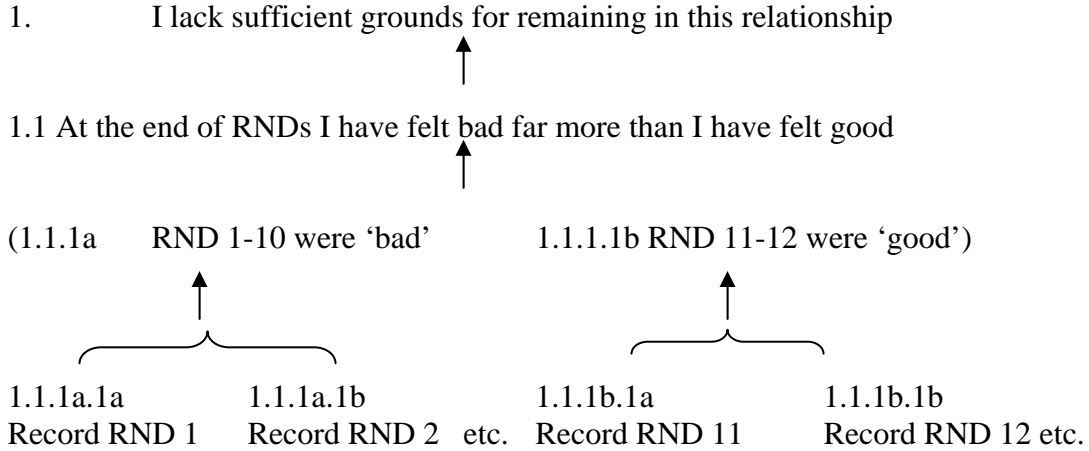 1. I lack sufficient grounds for remaining in this relationship
1.1 At the end of RNDs I have felt bad far more than I have felt good
(1.1.1a RND 1-10 were ‘bad’ 1.1.1.1b RND 11-12 were ‘good’)
1.1.1a.1a 1.1.1a.1b 1.1.1b.1a 1.1.1b.1b
Record RND 1 Record RND 2 etc. Record RND 11 Record RND 12 etc.